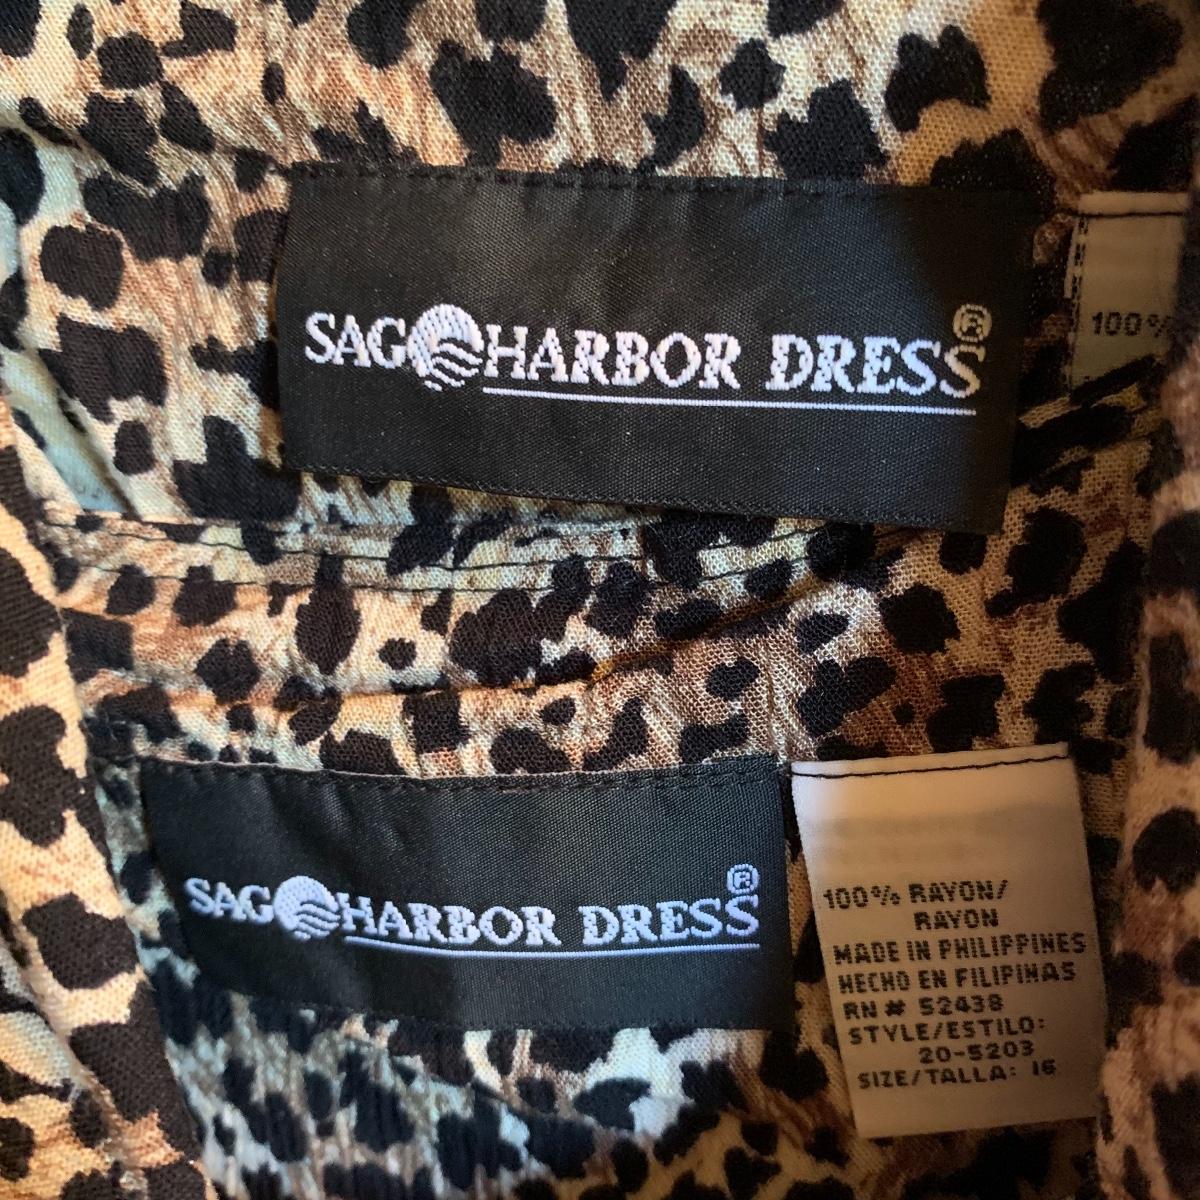 SAG HARBOR DRESS®
100%
SAG HARBOR DRESS®
100% RAYON/
RAYON
MADE IN PHILIPPINES
HECHO EN FILIPINAS
RN # 52438
STYLE/ESTILO:
20-5203
SIZE/TALLA: 16